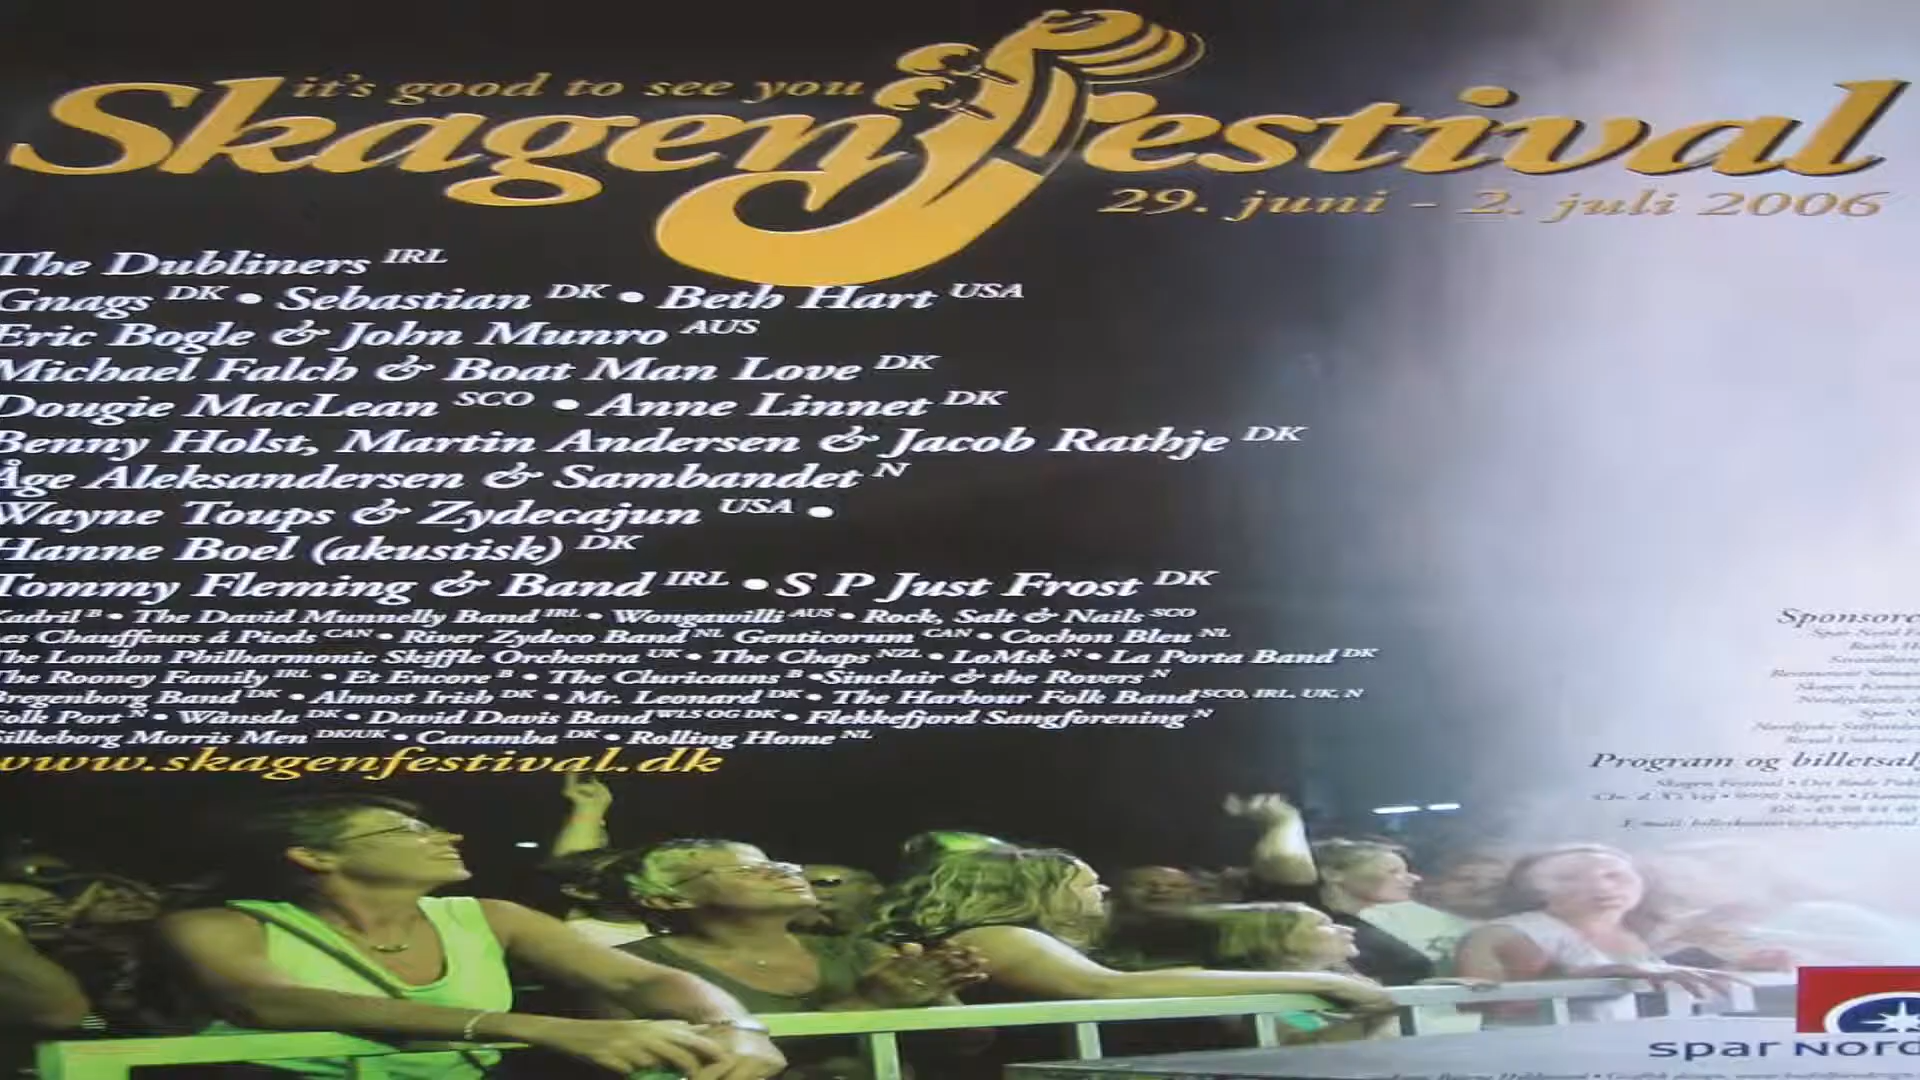 it's good to see you
Skagen Festival
29. juni - 2. juli 2006
The Dubliners IRL
Gnags DK • Sebastian DK • Beth Hart USA
Eric Bogle & John Munro AUS
Michael Falch & Boat Man Love DK
Dougie MacLean SCO • Anne Linnet DK
Benny Holst, Martin Andersen & Jacob Rathje DK
Åge Aleksandersen & Sambandet N
Wayne Toups & Zydecajun USA •
Hanne Boel (akustisk) DK
Tommy Fleming & Band IRL • S P Just Frost DK
Kadril B • The David Munnelly Band IRL • Wongawilli AUS • Rock, Salt & Nails SCO
Les Chauffeurs á Pieds CAN • River Zydeco Band NL Genticorum CAN • Cochon Bleu NL
The London Philharmonic Skiffle Orchestra UK • The Chaps NZL • LoMsk N • La Porta Band DK
The Rooney Family IRL • Et Encore B • The Cluricauns B • Sinclair & the Rovers N
Bregenborg Band DK • Almost Irish DK • Mr. Leonard DK • The Harbour Folk Band SCO, IRL, UK, N
Folk Port N • Wånsda DK • David Davis Band WLS OG DK • Flekkefjord Sangforening N
Silkeborg Morris Men DK/UK • Caramba DK • Rolling Home NL
www.skagenfestival.dk
Program og
Skagen Festival •
spar Nord